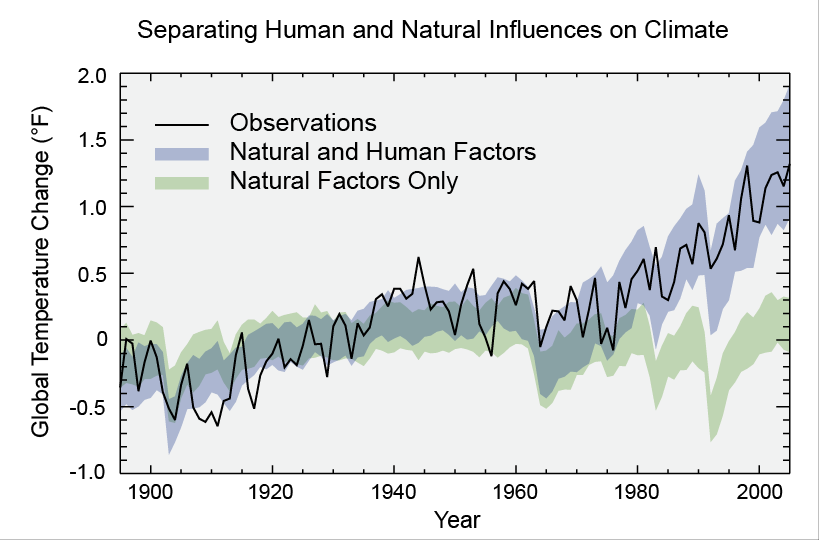 Separating Human and Natural Influences on Climate
Global Temperature Change (°F)
2.0
1.5
1.0
0.5
0
-0.5
-1.0
Observations
Natural and Human Factors
Natural Factors Only
1900 1920 1940 1960 1980 2000
Year